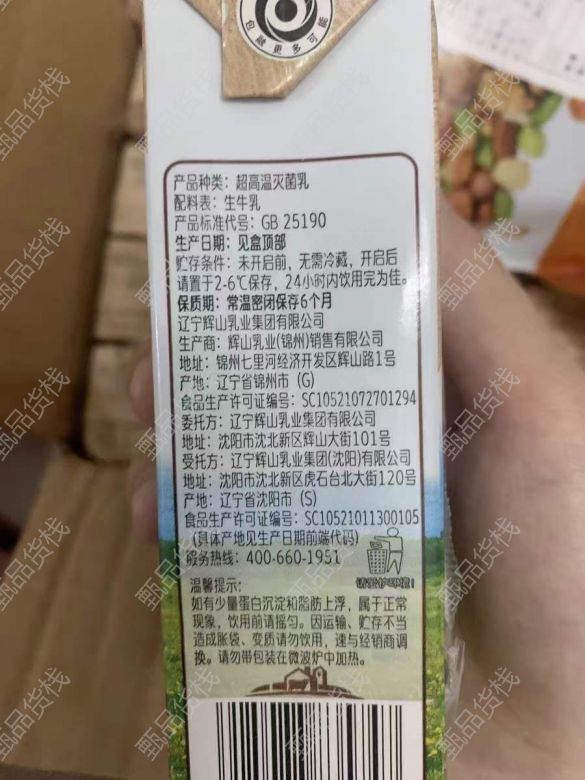 包融更多可能
产品种类：超高温灭菌乳
配料表：生牛乳
产品标准代号：GB 25190
生产日期：见盒顶部
贮存条件：未开启前，无需冷藏，开启后
请置于2-6℃保存，24小时内饮用完为佳。
保质期：常温密闭保存6个月
辽宁辉山乳业集团有限公司
生产商：辉山乳业(锦州)销售有限公司
地址：锦州七里河经济开发区辉山路1号
产地：辽宁省锦州市 (G)
食品生产许可证编号：SC10521072701294
委托方：辽宁辉山乳业集团有限公司
地址：沈阳市沈北新区辉山大街101号
受托方：辽宁辉山乳业集团(沈阳)有限公司
地址：沈阳市沈北新区虎石台北大街120号
产地：辽宁省沈阳市 (S)
食品生产许可证编号：SC10521011300105
(具体产地见生产日期前端代码)
服务热线：400-660-1951
请爱护环境!
温馨提示：
如有少量蛋白沉淀和脂肪上浮，属于正常
现象，饮用前请摇匀。因运输、贮存不当
造成胀袋、变质请勿饮用，速与经销商调
换。请勿带包装在微波炉中加热。
甄品货栈